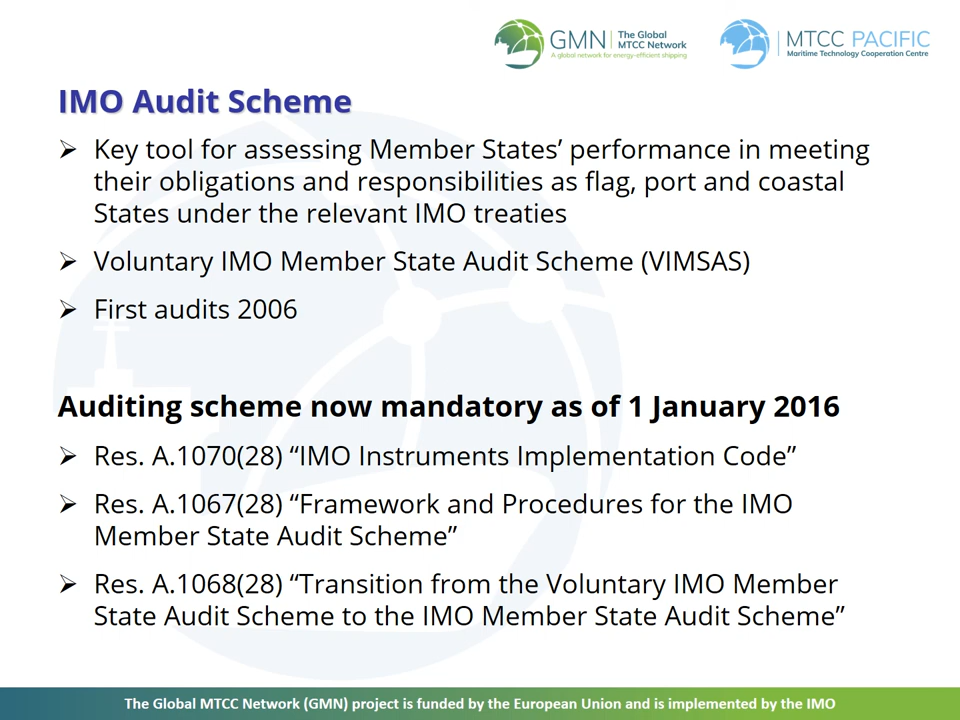 GMN | The Global MTCC Network
A global network for energy-efficient shipping
MTCC PACIFIC
Maritime Technology Cooperation Centre
IMO Audit Scheme
➢ Key tool for assessing Member States’ performance in meeting
their obligations and responsibilities as flag, port and coastal
States under the relevant IMO treaties
➢ Voluntary IMO Member State Audit Scheme (VIMSAS)
➢ First audits 2006
Auditing scheme now mandatory as of 1 January 2016
➢ Res. A.1070(28) “IMO Instruments Implementation Code”
➢ Res. A.1067(28) “Framework and Procedures for the IMO
Member State Audit Scheme”
➢ Res. A.1068(28) “Transition from the Voluntary IMO Member
State Audit Scheme to the IMO Member State Audit Scheme”
The Global MTCC Network (GMN) project is funded by the European Union and is implemented by the IMO